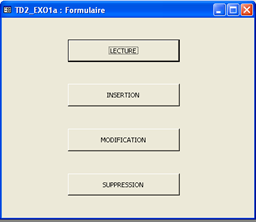 TD2_EXO1a : Formulaire
LECTURE
INSERTION
MODIFICATION
SUPPRESSION